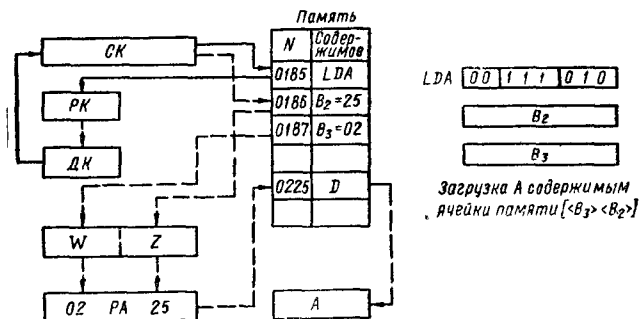 Память
N Содер-
жимов
СК
0185 LDA
0186 B₂=25
0187 B₃=02
РК
ДК
0225 D
W Z
02 РА 25
А
LDA 00 111 010
B₂
B₃
Загрузка А содержимым
ячейки памяти [<B₃><B₂>]